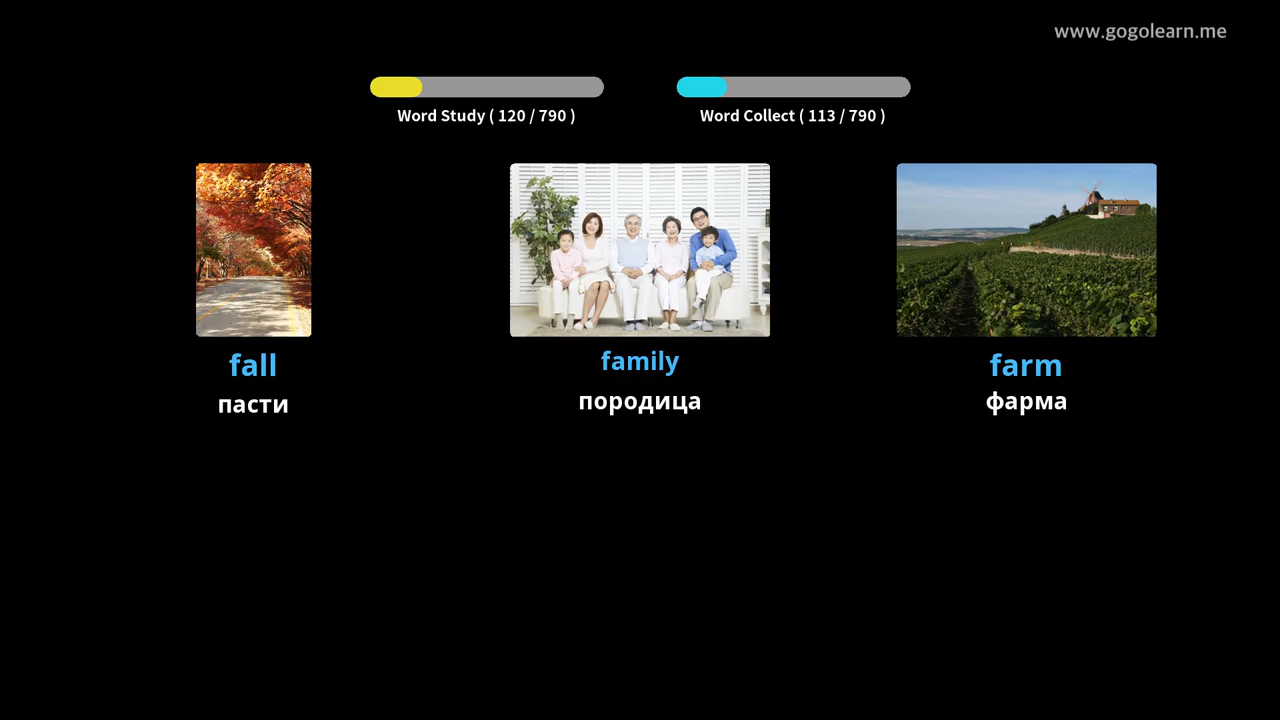 www.gogolearn.me
Word Study ( 120 / 790 )
Word Collect ( 113 / 790 )
fall
пасти
family
породица
farm
фарма